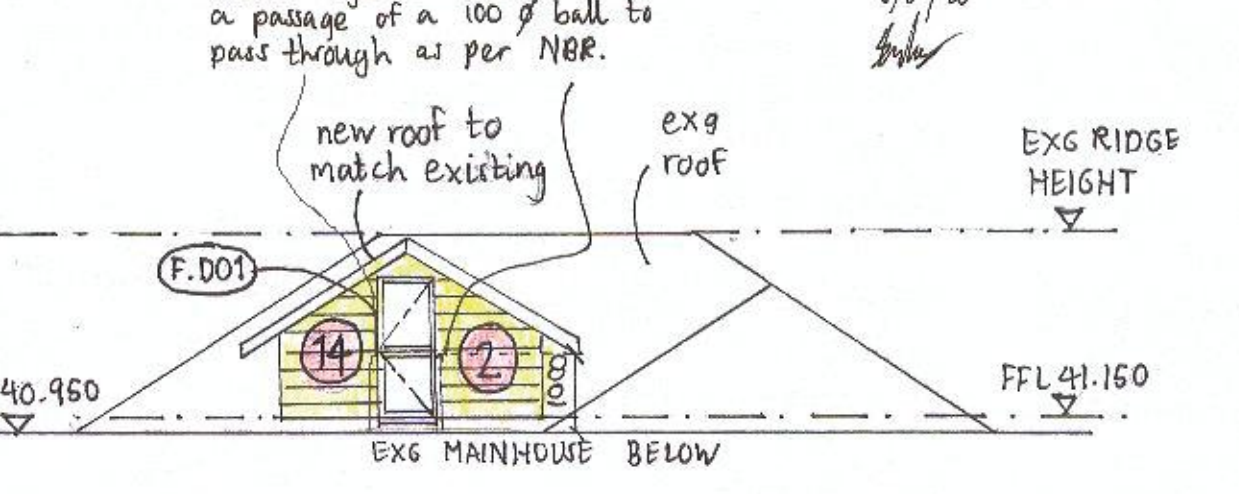 a passage of a 100 ø ball to
pass through as per NBR.
new roof to
match existing
exg
roof
EXG RIDGE
HEIGHT
F.D01
14
2
1008
40.950
FFL 41.150
EXG MAINHOUSE BELOW